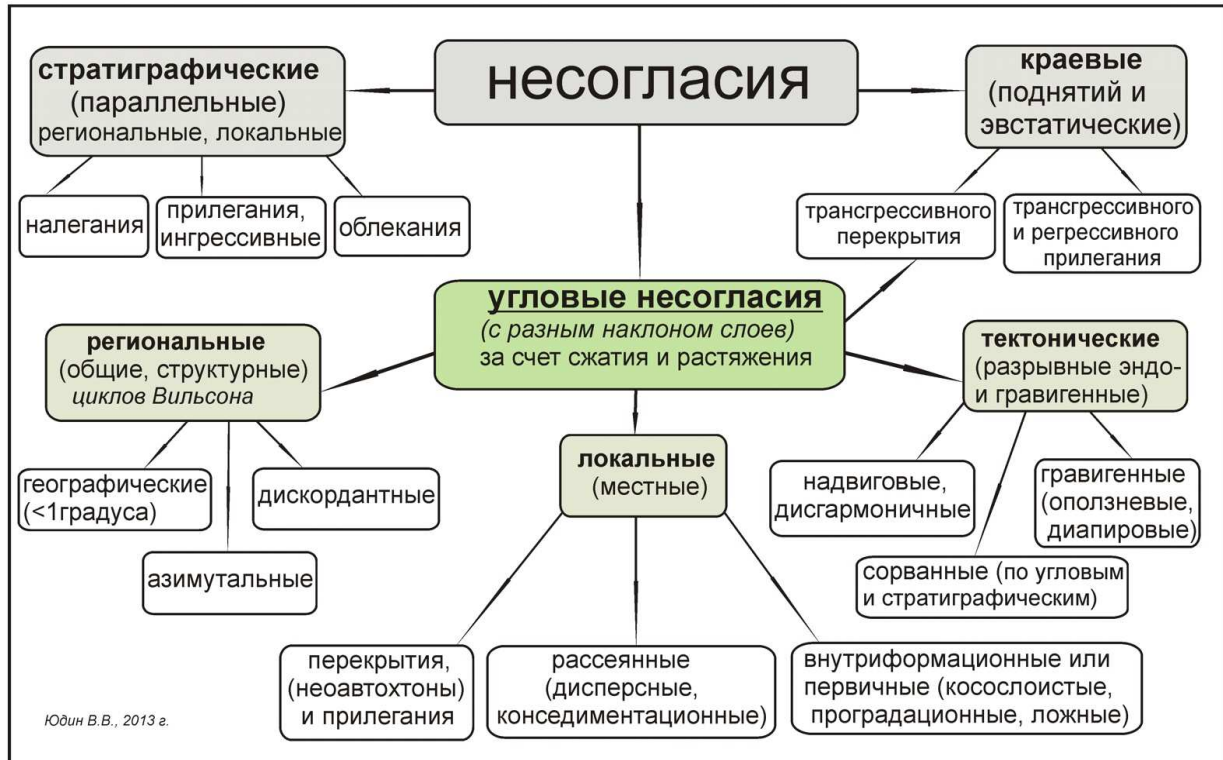 несогласия
стратиграфические
(параллельные)
региональные, локальные
краевые
(поднятий и
эвстатические)
налегания
прилегания,
ингрессивные
облекания
трансгрессивного
перекрытия
трансгрессивного
и регрессивного
прилегания
угловые несогласия
(с разным наклоном слоев)
за счет сжатия и растяжения
региональные
(общие, структурные)
циклов Вильсона
тектонические
(разрывные эндо-
и гравигенные)
локальные
(местные)
географические
(<1градуса)
дискордантные
азимутальные
надвиговые,
дисгармоничные
гравигенные
(оползневые,
диапировые)
сорванные (по угловым
и стратиграфическим)
перекрытия,
(неоавтохтоны)
и прилегания
рассеянные
(дисперсные,
конседиментационные)
внутриформационные или
первичные (косослоистые,
проградационные, ложные)
Юдин В.В., 2013 г.